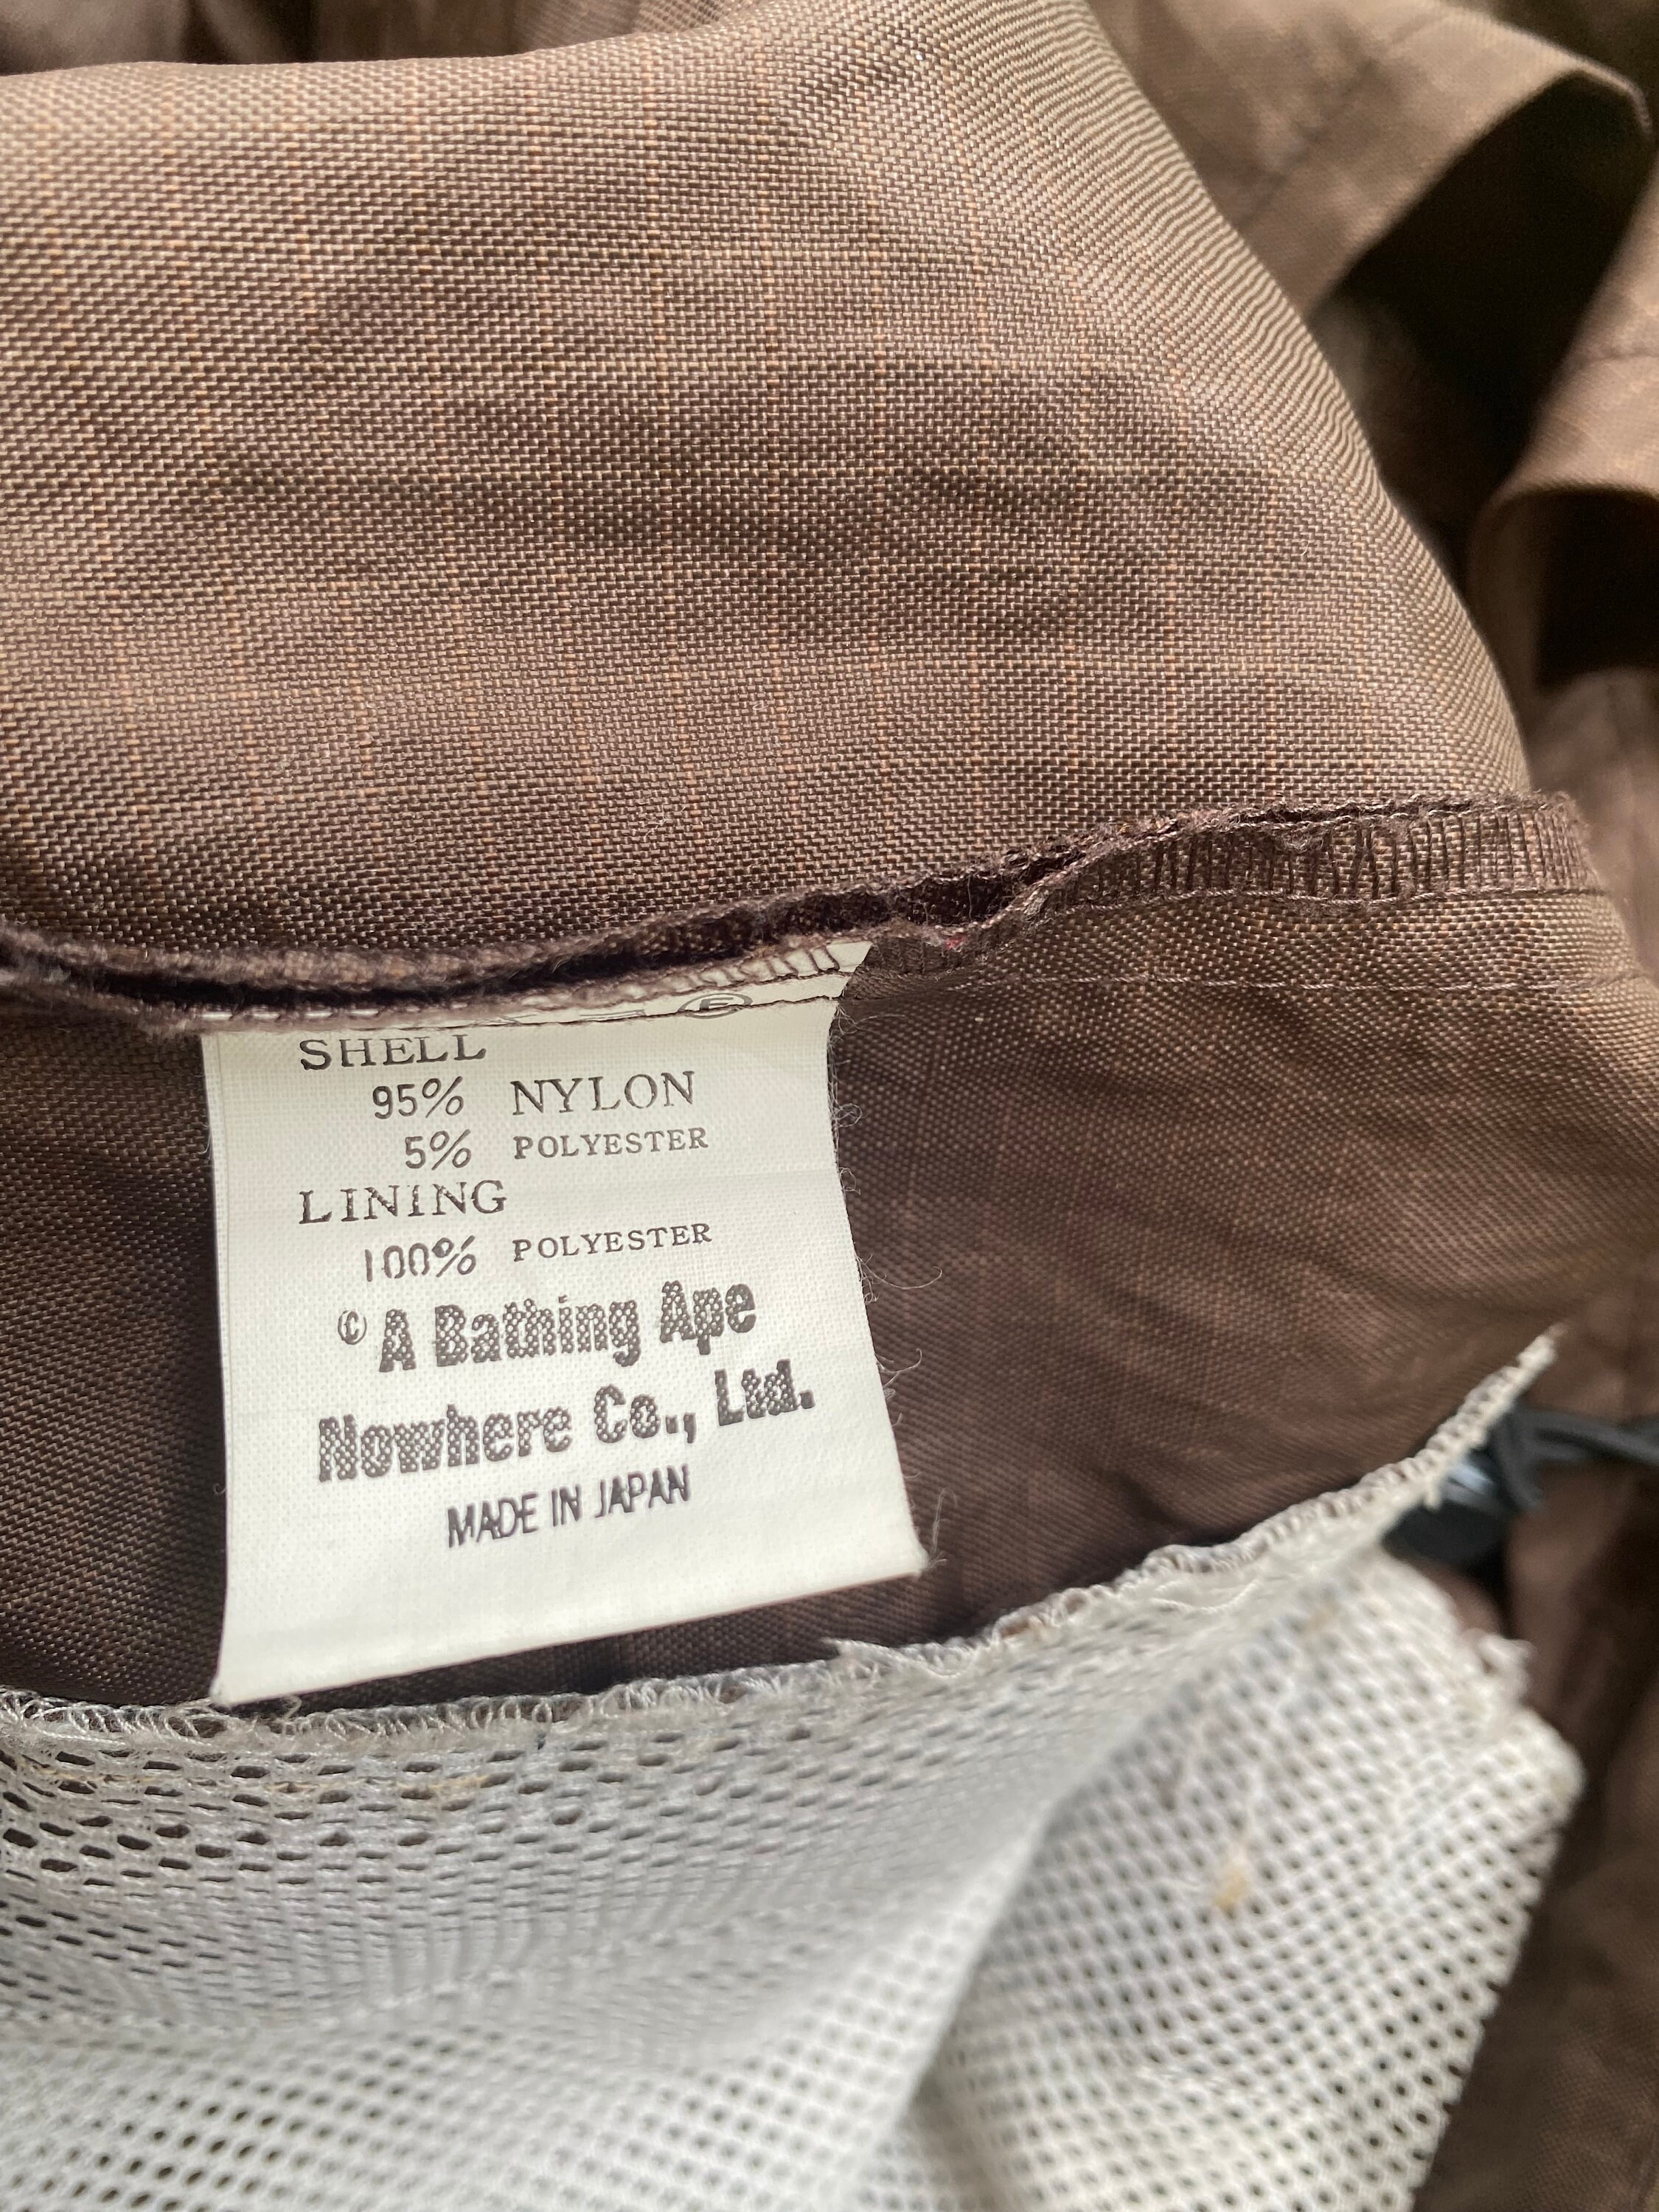 SHELL
95% NYLON
5% POLYESTER
LINING
100% POLYESTER
© A Bathing Ape
Nowhere Co., Ltd.
MADE IN JAPAN